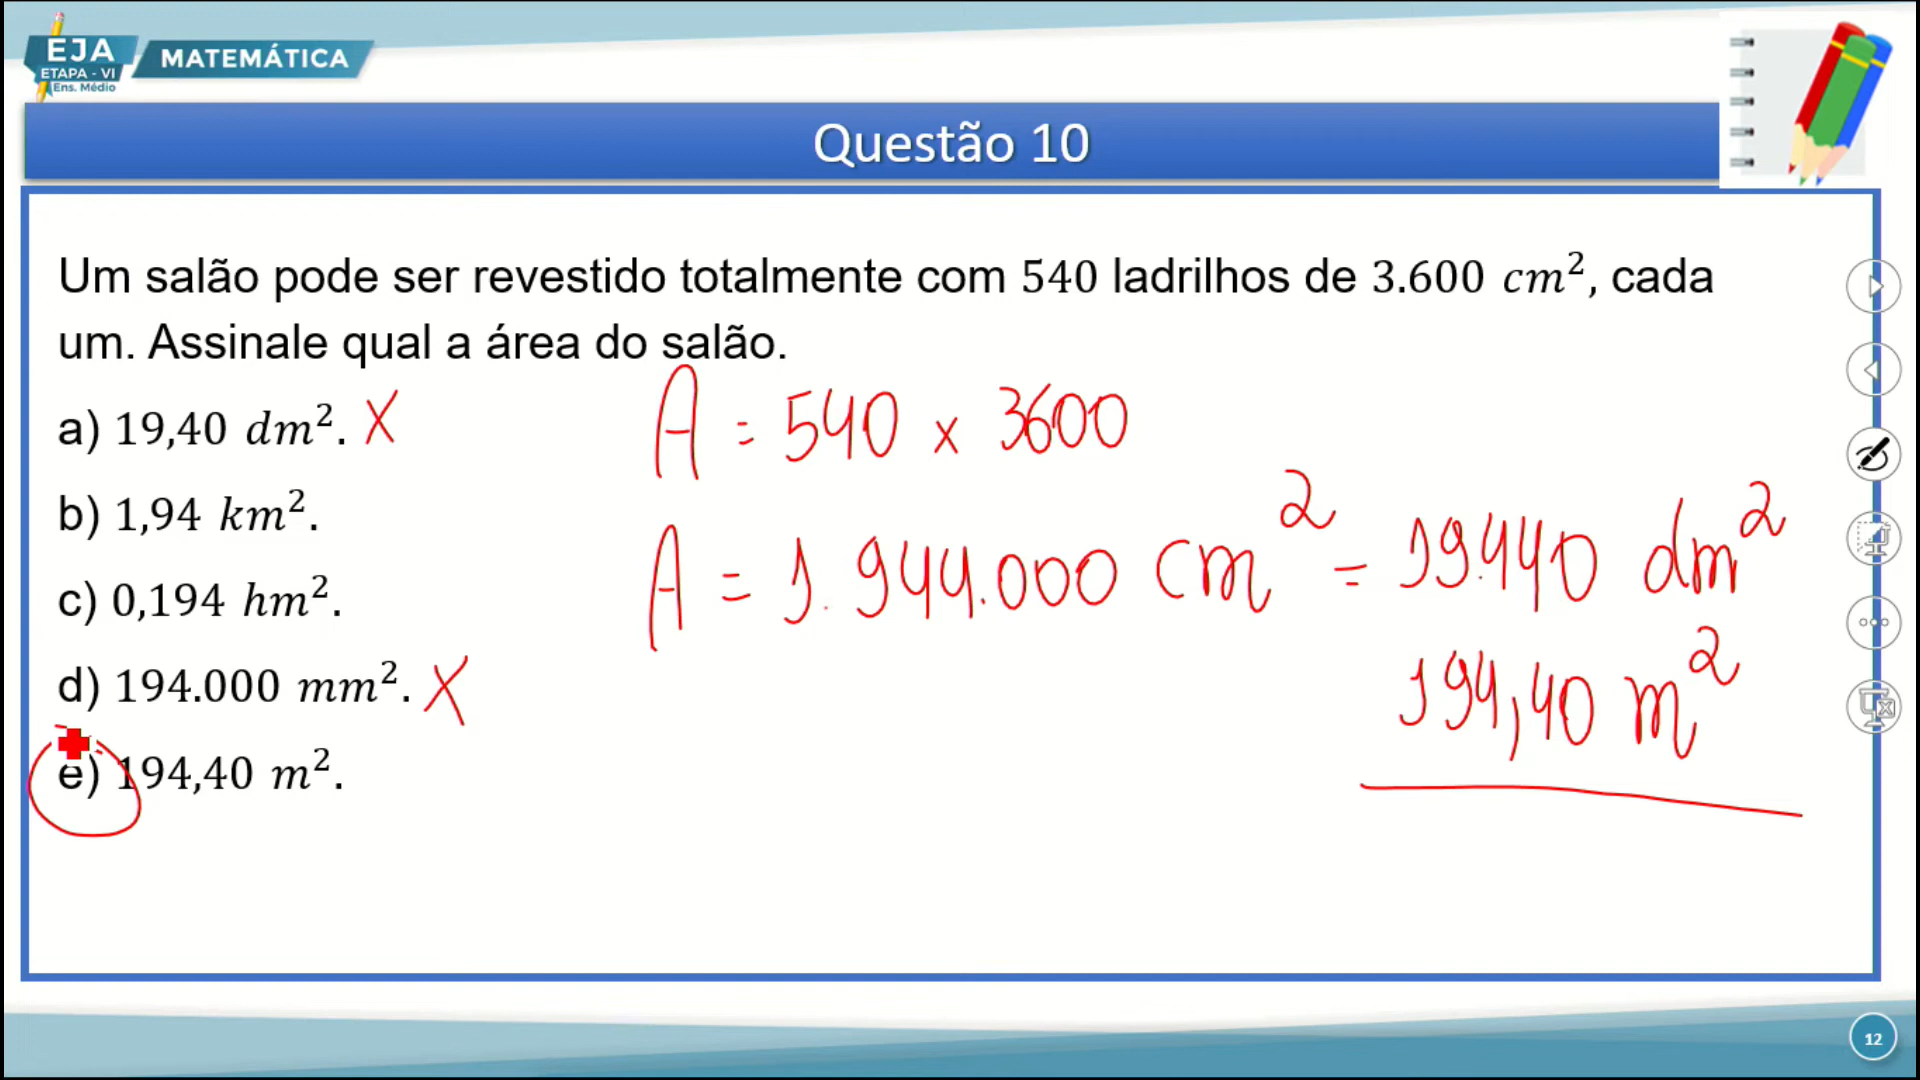 EJA
ETAPA - VI
Ens. Médio
MATEMÁTICA
Questão 10
Um salão pode ser revestido totalmente com 540 ladrilhos de 3.600 cm², cada
um. Assinale qual a área do salão.
a) 19,40 dm². X
b) 1,94 km².
c) 0,194 hm².
d) 194.000 mm². X
e) 194,40 m².
A = 540 x 3600
A = 1.944.000 cm² = 19.440 dm²
194,40 m²
12